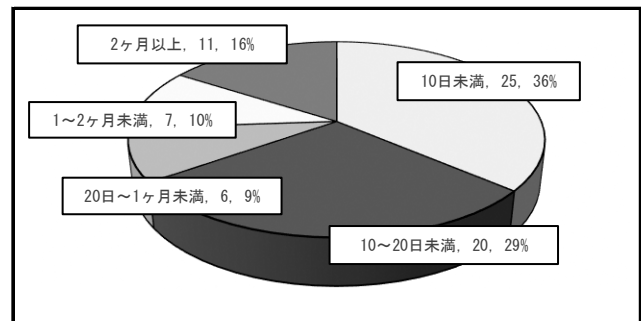 2ヶ月以上, 11, 16%
10日未満, 25, 36%
1～2ヶ月未満, 7, 10%
20日～1ヶ月未満, 6, 9%
10～20日未満, 20, 29%